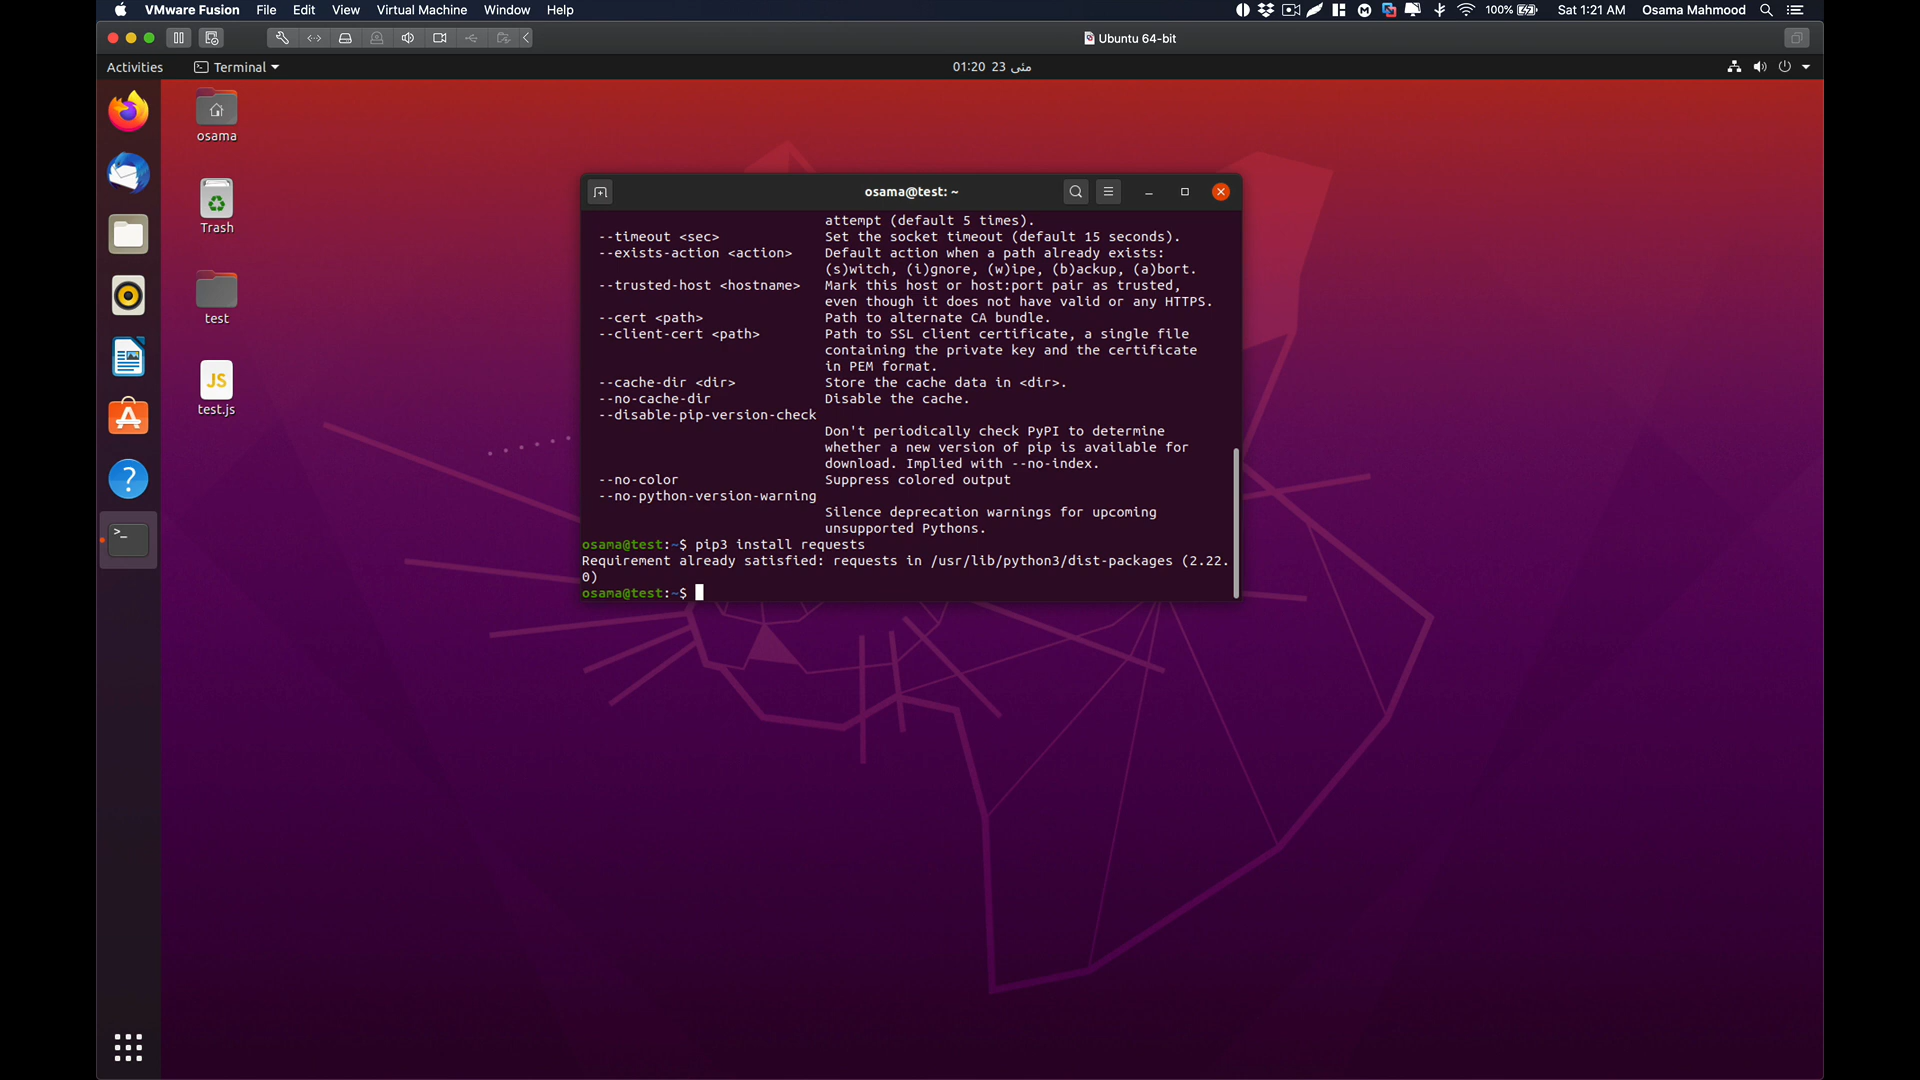 VMware Fusion File Edit View Virtual Machine Window Help 100% Sat 1:21 AM Osama Mahmood
Ubuntu 64-bit
Activities Terminal 01:20 23 مئی
osama
Trash
test
JS
test.js
osama@test: ~
attempt (default 5 times).
--timeout <sec> Set the socket timeout (default 15 seconds).
--exists-action <action> Default action when a path already exists:
(s)witch, (i)gnore, (w)ipe, (b)ackup, (a)bort.
--trusted-host <hostname> Mark this host or host:port pair as trusted,
even though it does not have valid or any HTTPS.
--cert <path> Path to alternate CA bundle.
--client-cert <path> Path to SSL client certificate, a single file
containing the private key and the certificate
in PEM format.
--cache-dir <dir> Store the cache data in <dir>.
--no-cache-dir Disable the cache.
--disable-pip-version-check
Don't periodically check PyPI to determine
whether a new version of pip is available for
download. Implied with --no-index.
--no-color Suppress colored output
--no-python-version-warning
Silence deprecation warnings for upcoming
unsupported Pythons.
osama@test:~$ pip3 install requests
Requirement already satisfied: requests in /usr/lib/python3/dist-packages (2.22.
0)
osama@test:~$